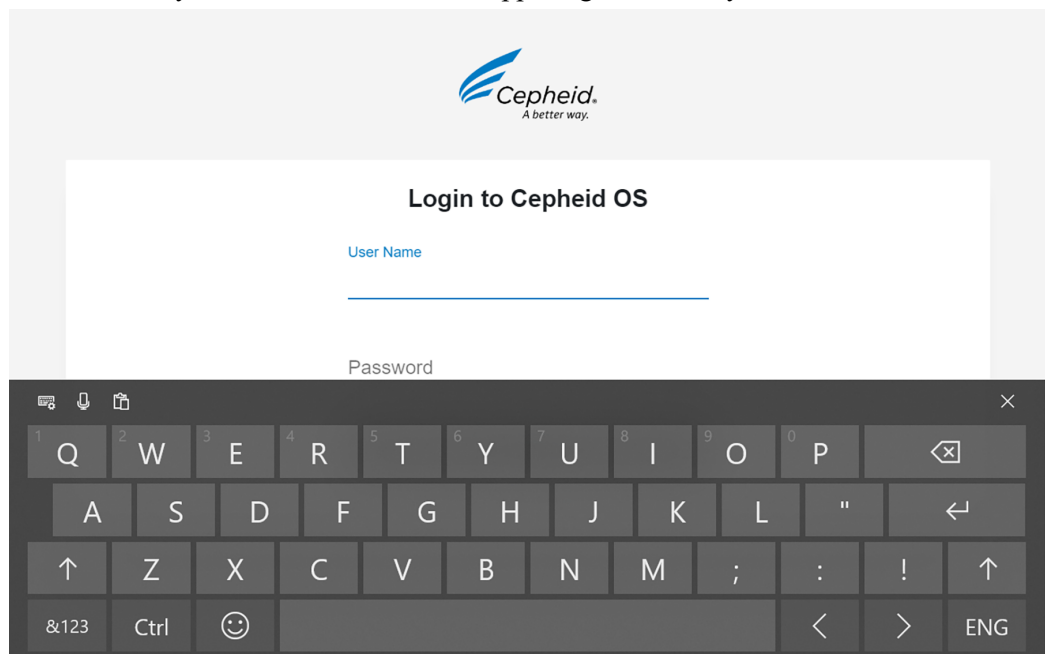 Cepheid®
A better way.
Login to Cepheid OS
User Name
Password
1 Q 2 W 3 E 4 R 5 T 6 Y 7 U 8 I 9 O 0 P
A S D F G H J K L "
Z X C V B N M ; : !
&123 Ctrl ENG